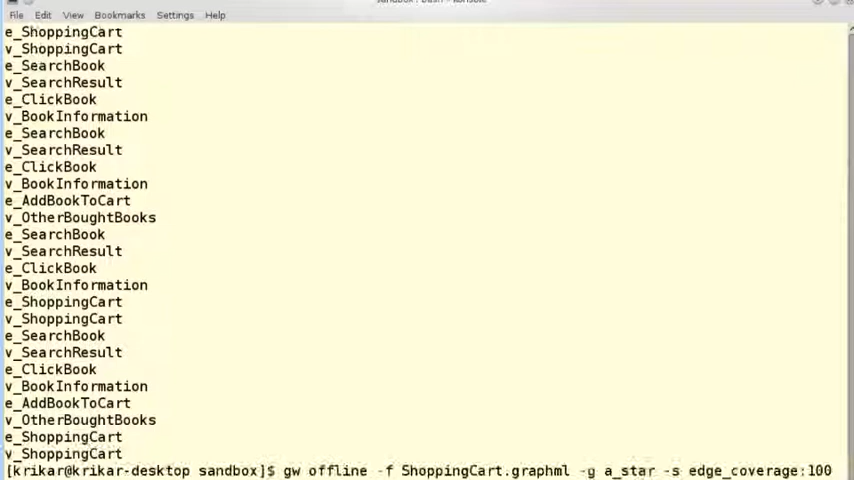 File Edit View Bookmarks Settings Help
e_ShoppingCart
v_ShoppingCart
e_SearchBook
v_SearchResult
e_ClickBook
v_BookInformation
e_SearchBook
v_SearchResult
e_ClickBook
v_BookInformation
e_AddBookToCart
v_OtherBoughtBooks
e_SearchBook
v_SearchResult
e_ClickBook
v_BookInformation
e_ShoppingCart
v_ShoppingCart
e_SearchBook
v_SearchResult
e_ClickBook
v_BookInformation
e_AddBookToCart
v_OtherBoughtBooks
e_ShoppingCart
v_ShoppingCart
[krikar@krikar-desktop sandbox]$ gw offline -f ShoppingCart.graphml -g a_star -s edge_coverage:100